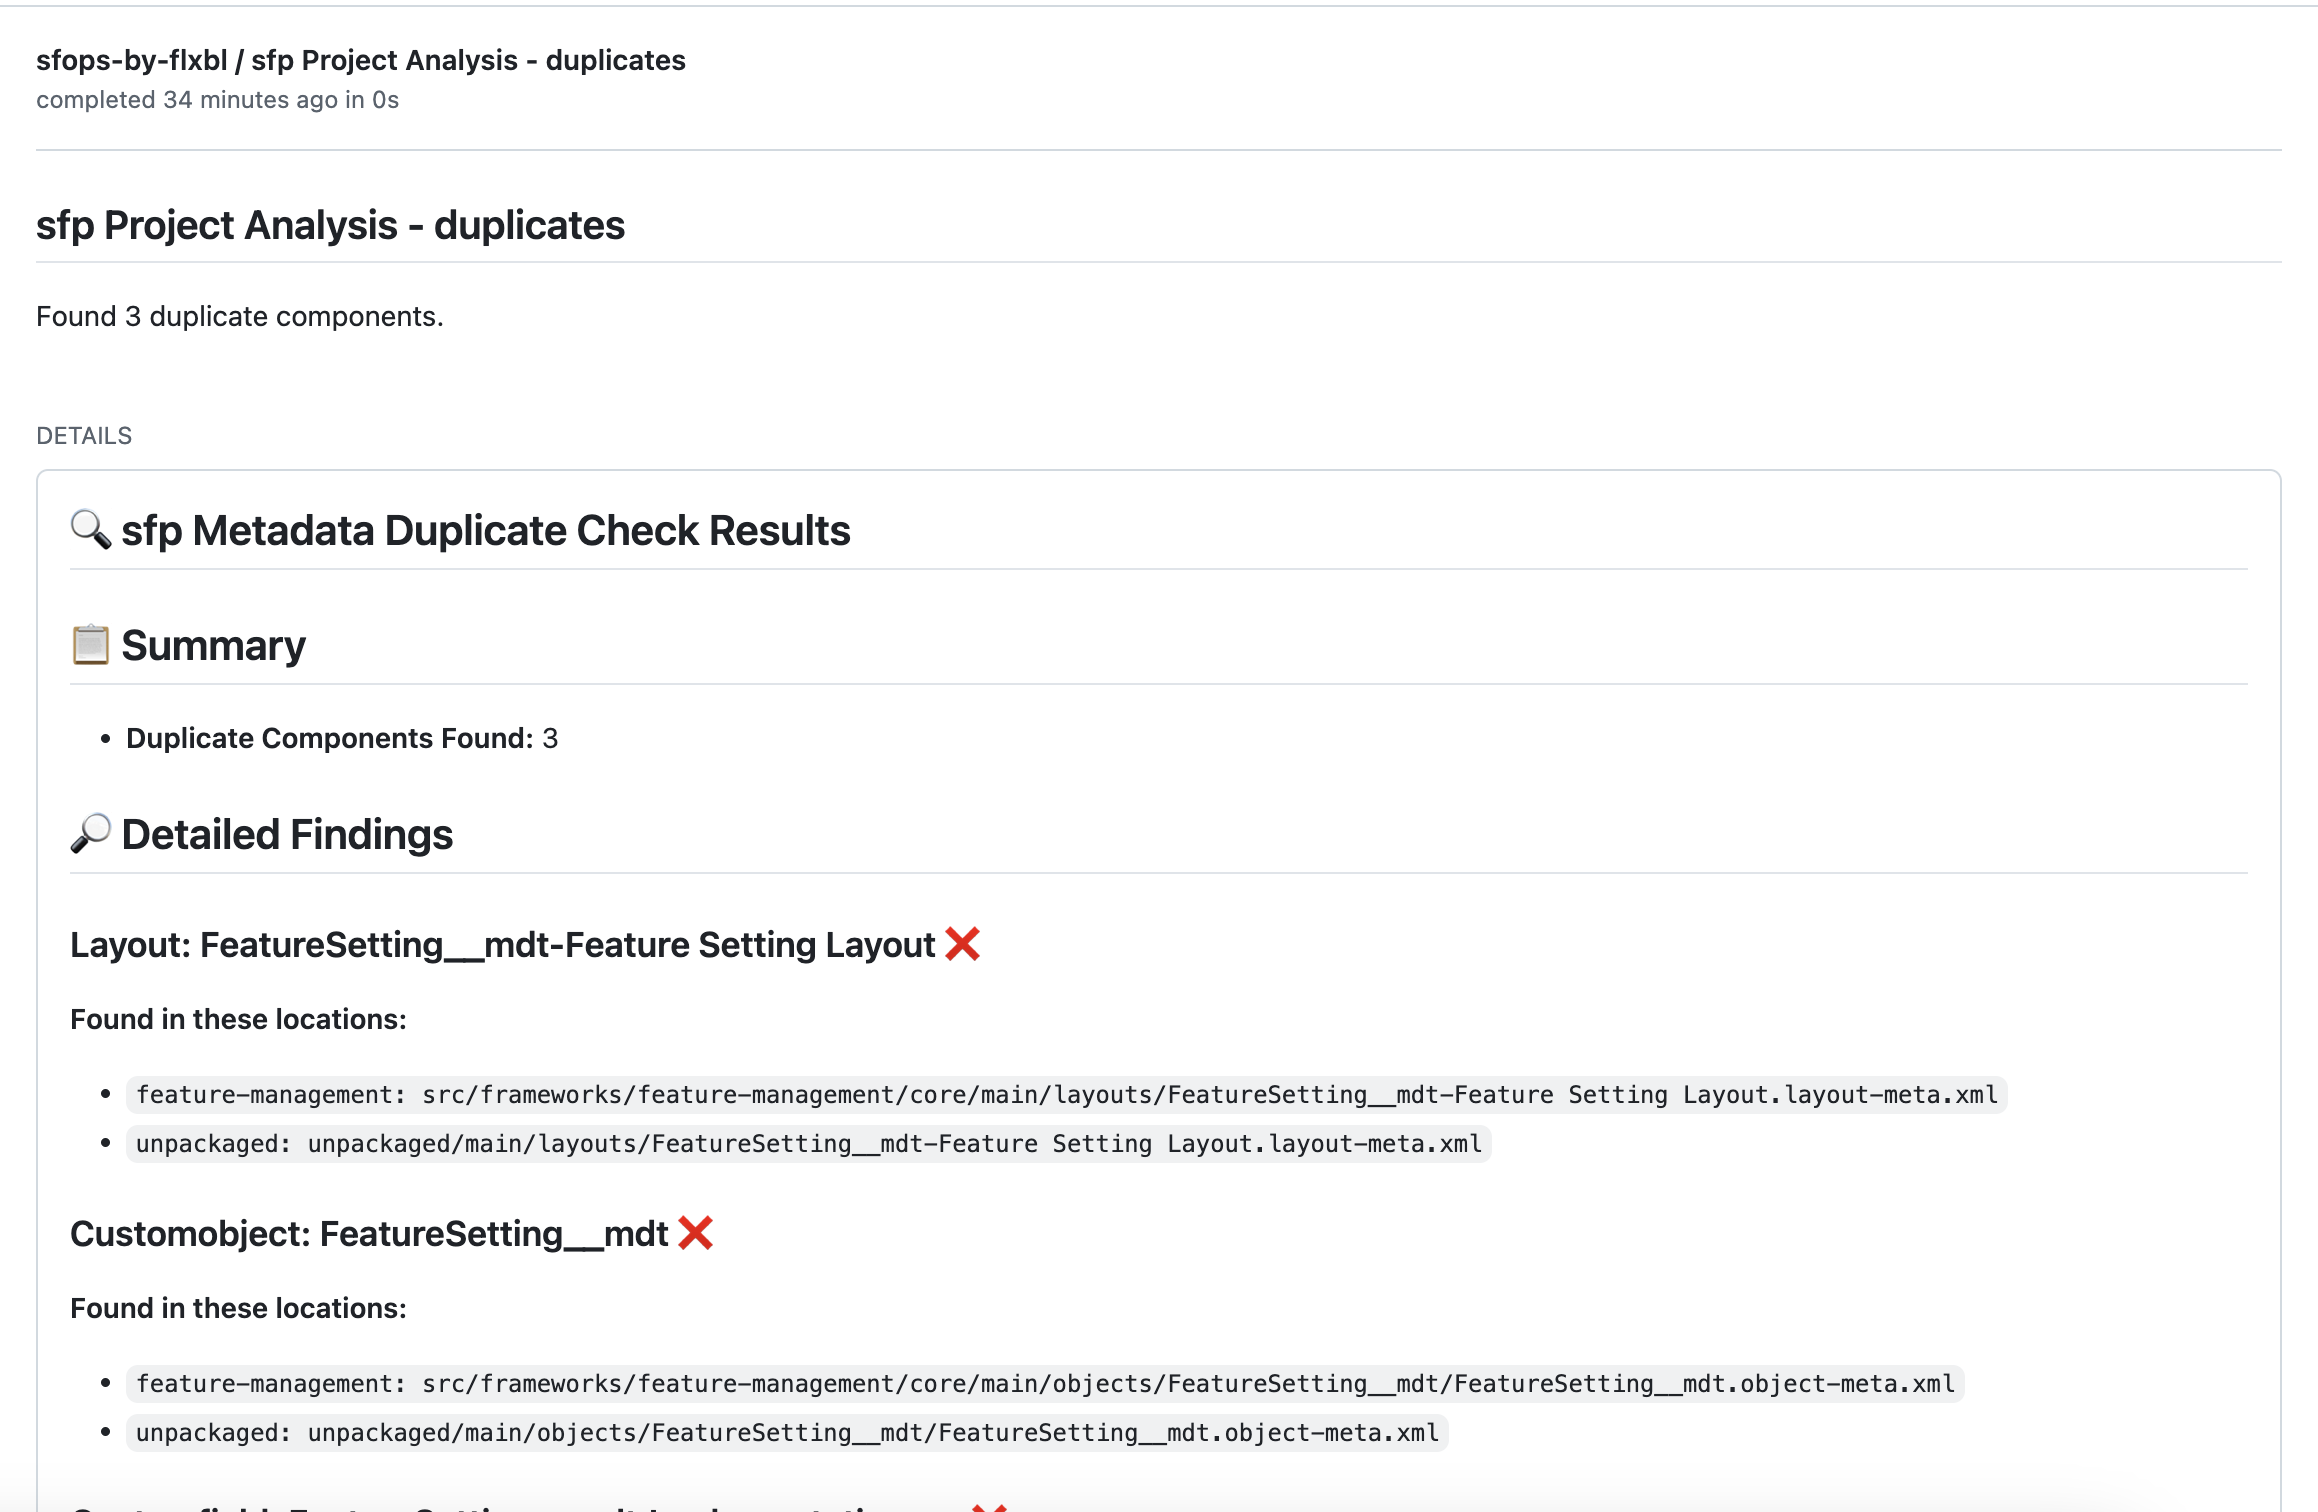 sfops-by-flxbl / sfp Project Analysis - duplicates
completed 34 minutes ago in 0s
sfp Project Analysis - duplicates
Found 3 duplicate components.
DETAILS
🔍 sfp Metadata Duplicate Check Results
📋 Summary
• Duplicate Components Found: 3
🔎 Detailed Findings
Layout: FeatureSetting__mdt-Feature Setting Layout ❌
Found in these locations:
• feature-management: src/frameworks/feature-management/core/main/layouts/FeatureSetting__mdt-Feature Setting Layout.layout-meta.xml
• unpackaged: unpackaged/main/layouts/FeatureSetting__mdt-Feature Setting Layout.layout-meta.xml
Customobject: FeatureSetting__mdt ❌
Found in these locations:
• feature-management: src/frameworks/feature-management/core/main/objects/FeatureSetting__mdt/FeatureSetting__mdt.object-meta.xml
• unpackaged: unpackaged/main/objects/FeatureSetting__mdt/FeatureSetting__mdt.object-meta.xml